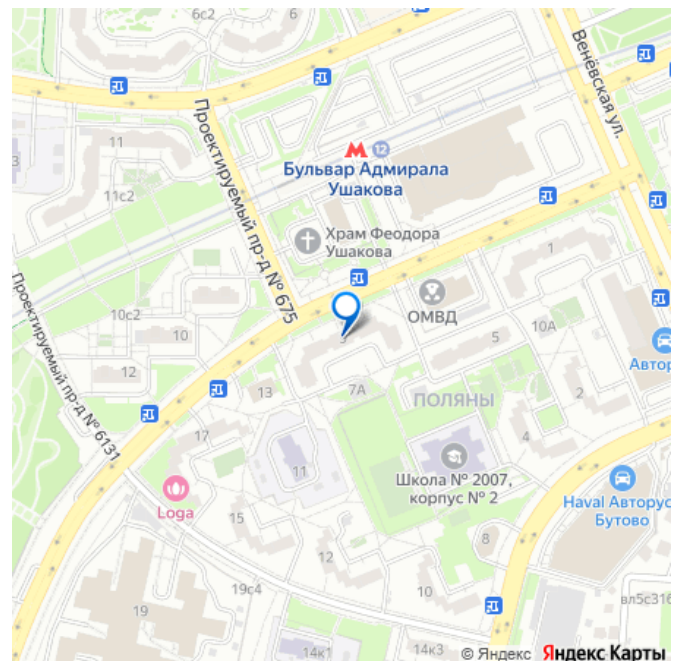 6с2
Венёвская ул.
Проектируемый пр-д № 675
11
3
11с2
12
Бульвар Адмирала
Ушакова
Храм Феодора
Ушакова
1
Проектируемый пр-д № 6131
10с2
10
ОМВД
10А
5
12
Автор
13
7А
ПОЛЯНЫ
2
17
4
11
Школа № 2007,
корпус № 2
Loga
Haval Авторус
Бутово
15
8
12
19с4
10
вл5с316
19
14к1
14к3
© Яндекс Яндекс Карты